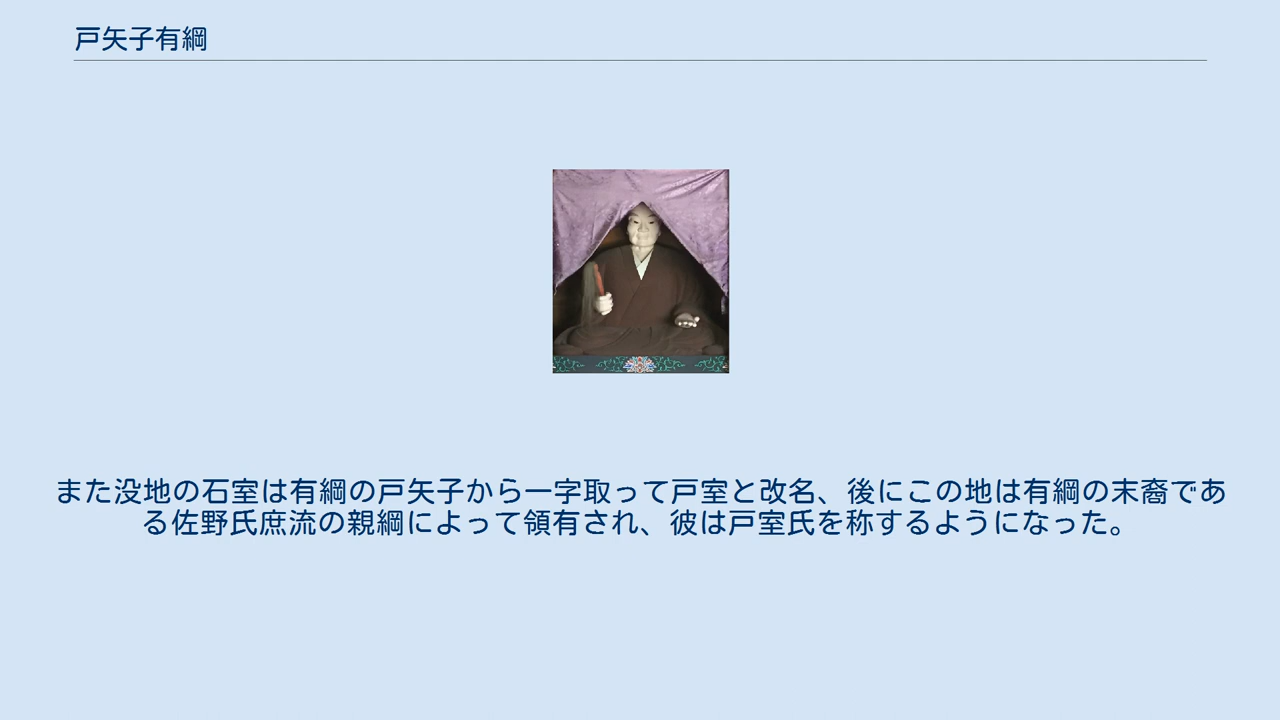 戸矢子有綱
また没地の石室は有綱の戸矢子から一字取って戸室と改名、後にこの地は有綱の末裔であ
る佐野氏庶流の親綱によって領有され、彼は戸室氏を称するようになった。